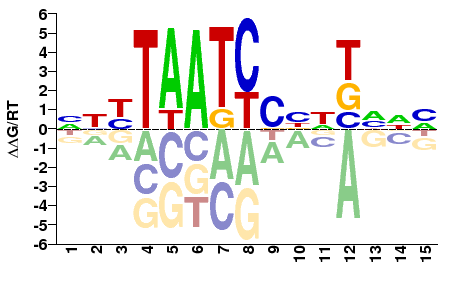 6
5
4
3
2
1
0
-1
-2
-3
-4
-5
-6
ΔΔG/RT
C A T G
T G A
T C G A
T A C G
A T C G
A C G T
T G A C
C T A G
C G T A
C T G A
T A C
T G C A
A C G
A T C
C A T G
1 2 3 4 5 6 7 8 9 10 11 12 13 14 15